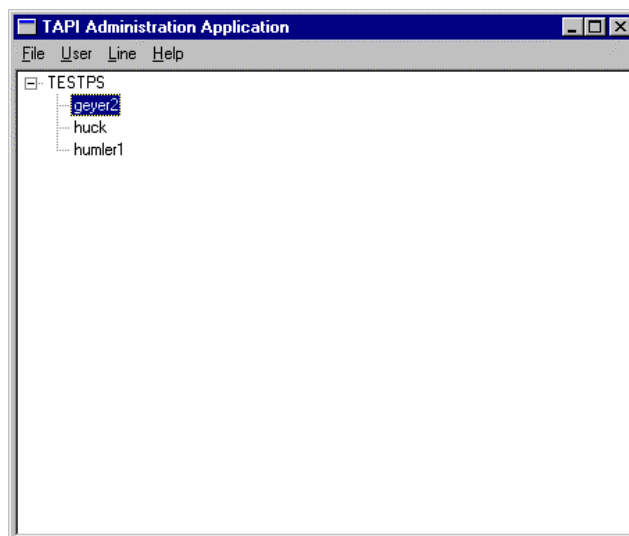 TAPI Administration Application
File User Line Help
TESTPS
geyer2
huck
humler1